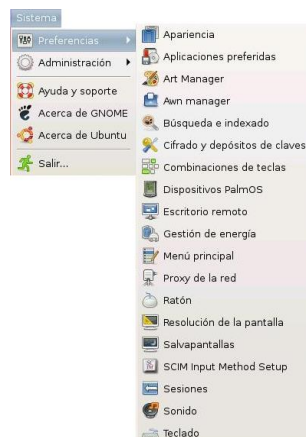 Sistema
Preferencias
Administración
Ayuda y soporte
Acerca de GNOME
Acerca de Ubuntu
Salir...
Apariencia
Aplicaciones preferidas
Art Manager
Awn manager
Búsqueda e indexado
Cifrado y depósitos de claves
Combinaciones de teclas
Dispositivos PalmOS
Escritorio remoto
Gestión de energía
Menú principal
Proxy de la red
Ratón
Resolución de la pantalla
Salvapantallas
SCIM Input Method Setup
Sesiones
Sonido
Teclado